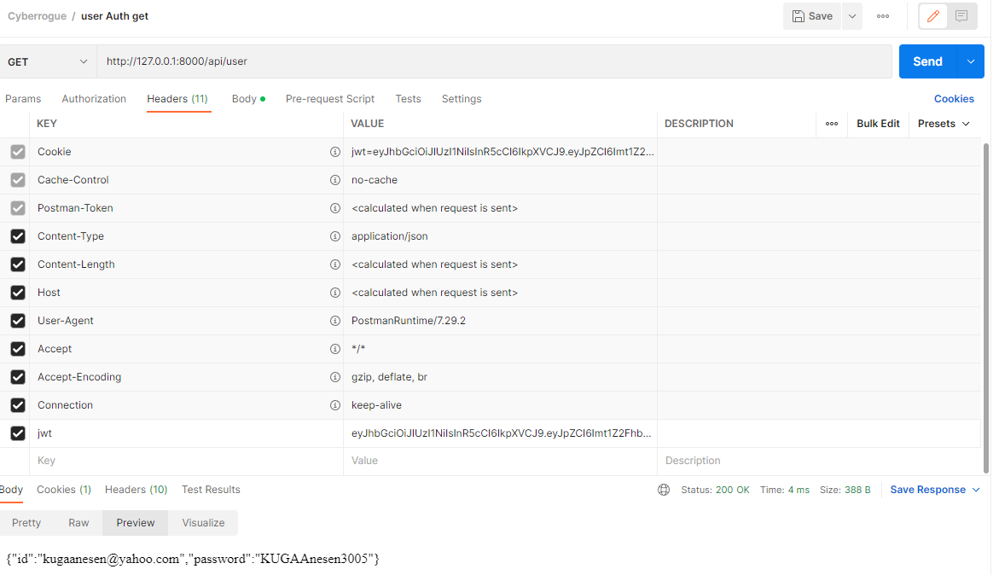 Cyberrogue / user Auth get Save
GET http://127.0.0.1:8000/api/user Send
Params Authorization Headers (11) Body Pre-request Script Tests Settings Cookies
KEY VALUE DESCRIPTION Bulk Edit Presets
Cookie jwt=eyJhbGciOiJIUzI1NiIsInR5cCI6IkpXVCJ9.eyJpZCI6Imt1Z2...
Cache-Control no-cache
Postman-Token <calculated when request is sent>
Content-Type application/json
Content-Length <calculated when request is sent>
Host <calculated when request is sent>
User-Agent PostmanRuntime/7.29.2
Accept */*
Accept-Encoding gzip, deflate, br
Connection keep-alive
jwt eyJhbGciOiJIUzI1NiIsInR5cCI6IkpXVCJ9.eyJpZCI6Imt1Z2Fhb...
Key Value Description
Body Cookies (1) Headers (10) Test Results Status: 200 OK Time: 4 ms Size: 388 B Save Response
Pretty Raw Preview Visualize
{"id":"kugaanesen@yahoo.com","password":"KUGAAnesen3005"}